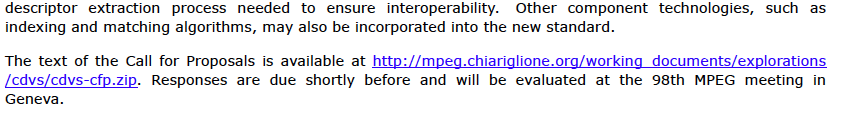 descriptor extraction process needed to ensure interoperability. Other component technologies, such as
indexing and matching algorithms, may also be incorporated into the new standard.
The text of the Call for Proposals is available at http://mpeg.chiariglione.org/working_documents/explorations
/cdvs/cdvs-cfp.zip. Responses are due shortly before and will be evaluated at the 98th MPEG meeting in
Geneva.